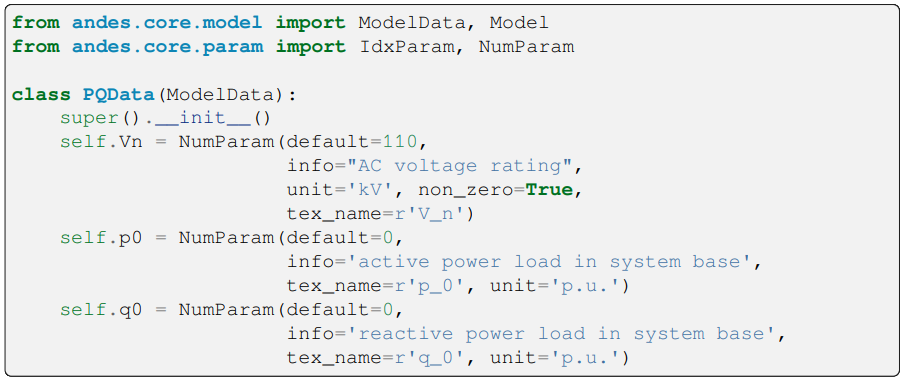 from andes.core.model import ModelData, Model
from andes.core.param import IdxParam, NumParam

class PQData(ModelData):
    super().__init__()
    self.Vn = NumParam(default=110,
                       info="AC voltage rating",
                       unit='kV', non_zero=True,
                       tex_name=r'V_n')
    self.p0 = NumParam(default=0,
                       info='active power load in system base',
                       tex_name=r'p_0', unit='p.u.')
    self.q0 = NumParam(default=0,
                       info='reactive power load in system base',
                       tex_name=r'q_0', unit='p.u.')